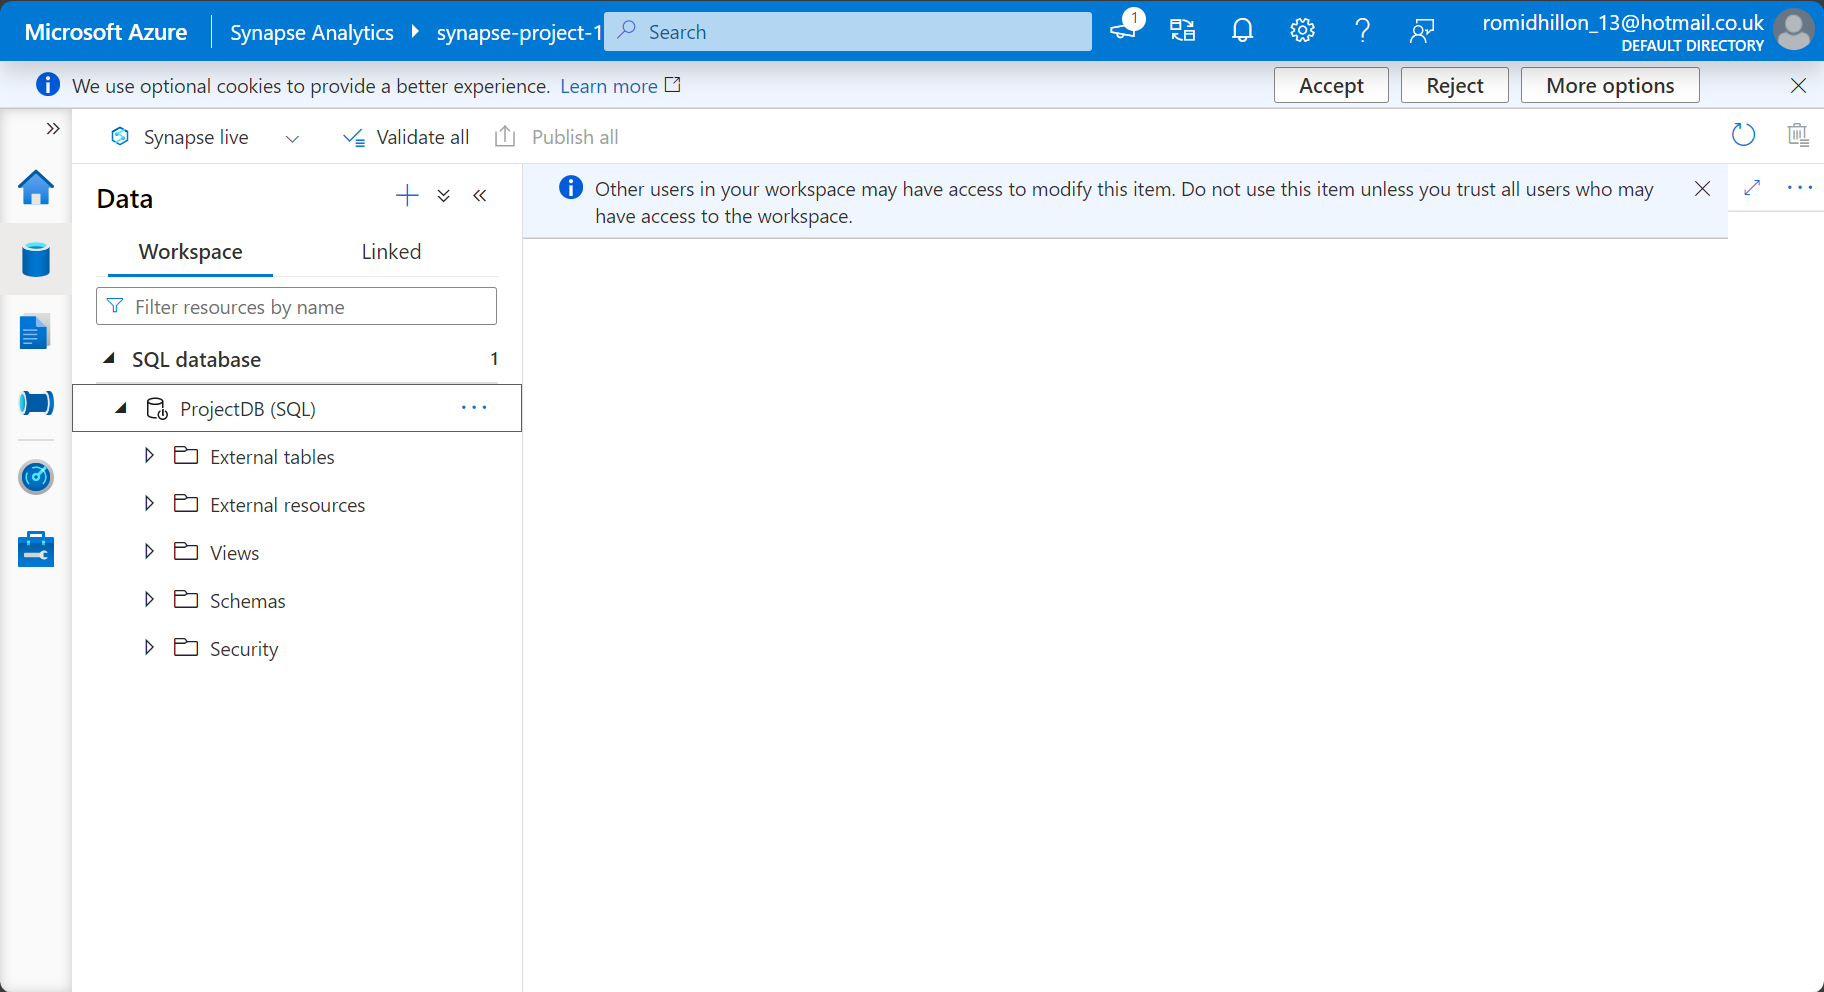 Microsoft Azure
Synapse Analytics
synapse-project-1
Search
1
romidhillon_13@hotmail.co.uk
DEFAULT DIRECTORY
We use optional cookies to provide a better experience. Learn more
Accept
Reject
More options
Synapse live
Validate all
Publish all
Data
Workspace
Linked
Filter resources by name
SQL database
1
ProjectDB (SQL)
External tables
External resources
Views
Schemas
Security
Other users in your workspace may have access to modify this item. Do not use this item unless you trust all users who may
have access to the workspace.